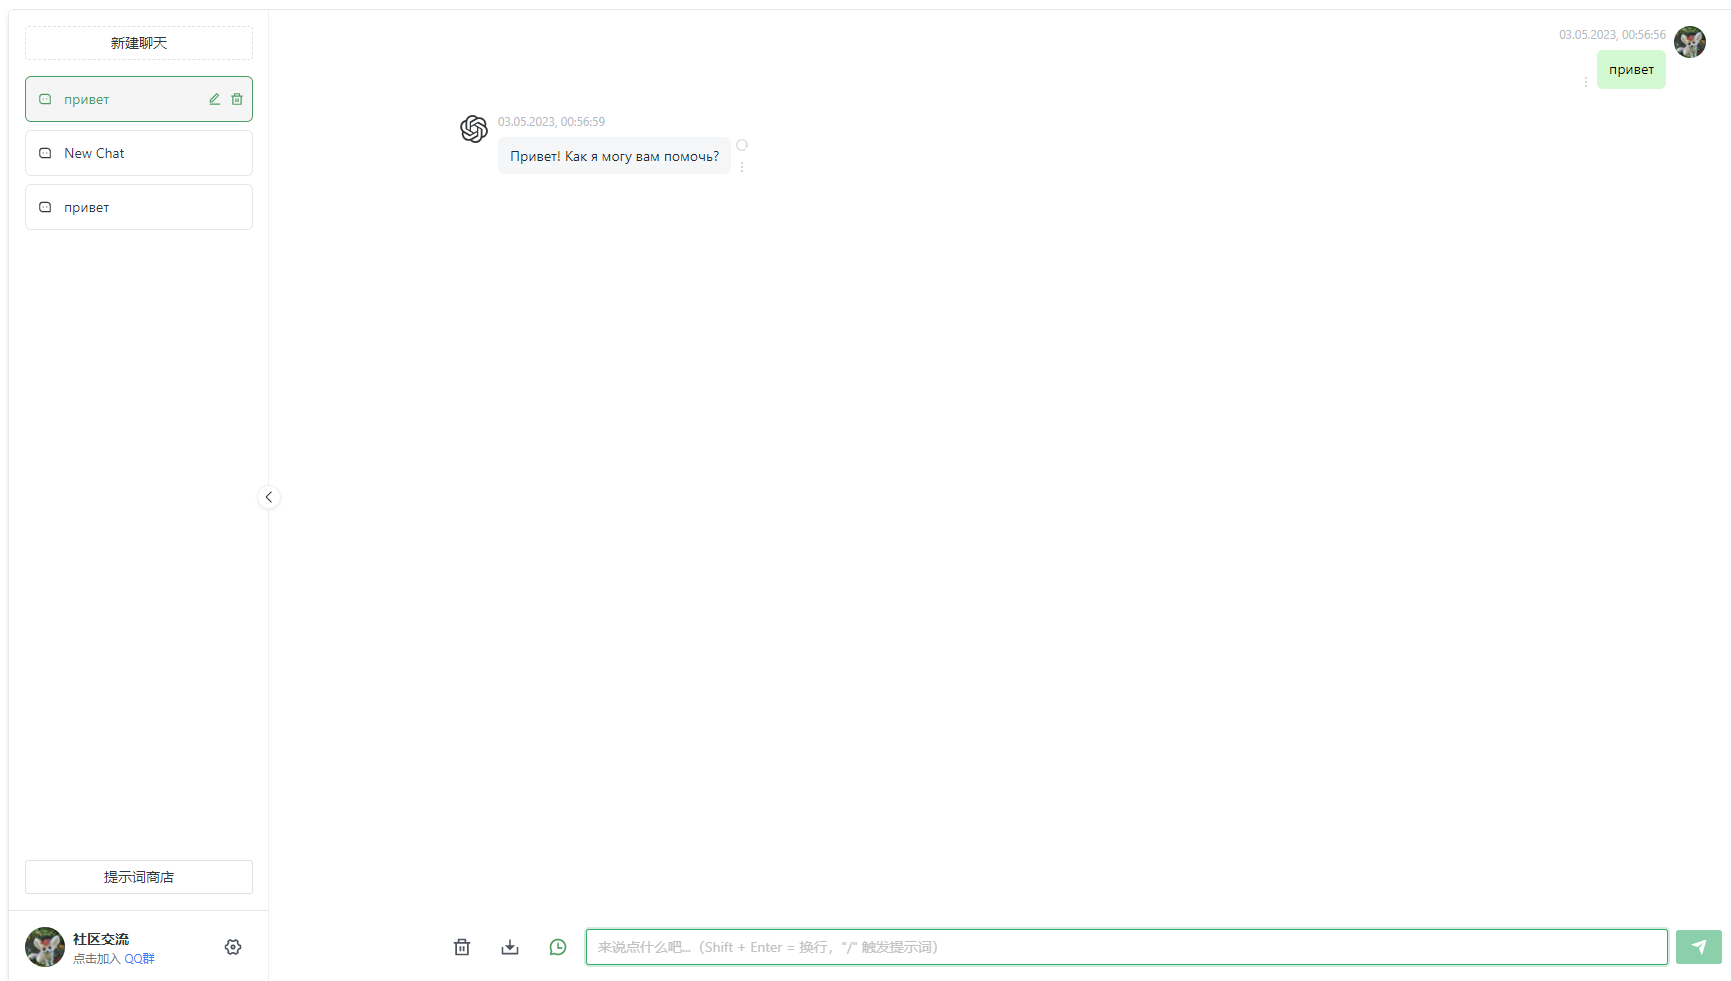 新建聊天
привет
New Chat
привет
提示词商店
社区交流
点击加入 QQ群
03.05.2023, 00:56:56
привет
03.05.2023, 00:56:59
Привет! Как я могу вам помочь?
来说点什么吧...（Shift + Enter = 换行，"/" 触发提示词）